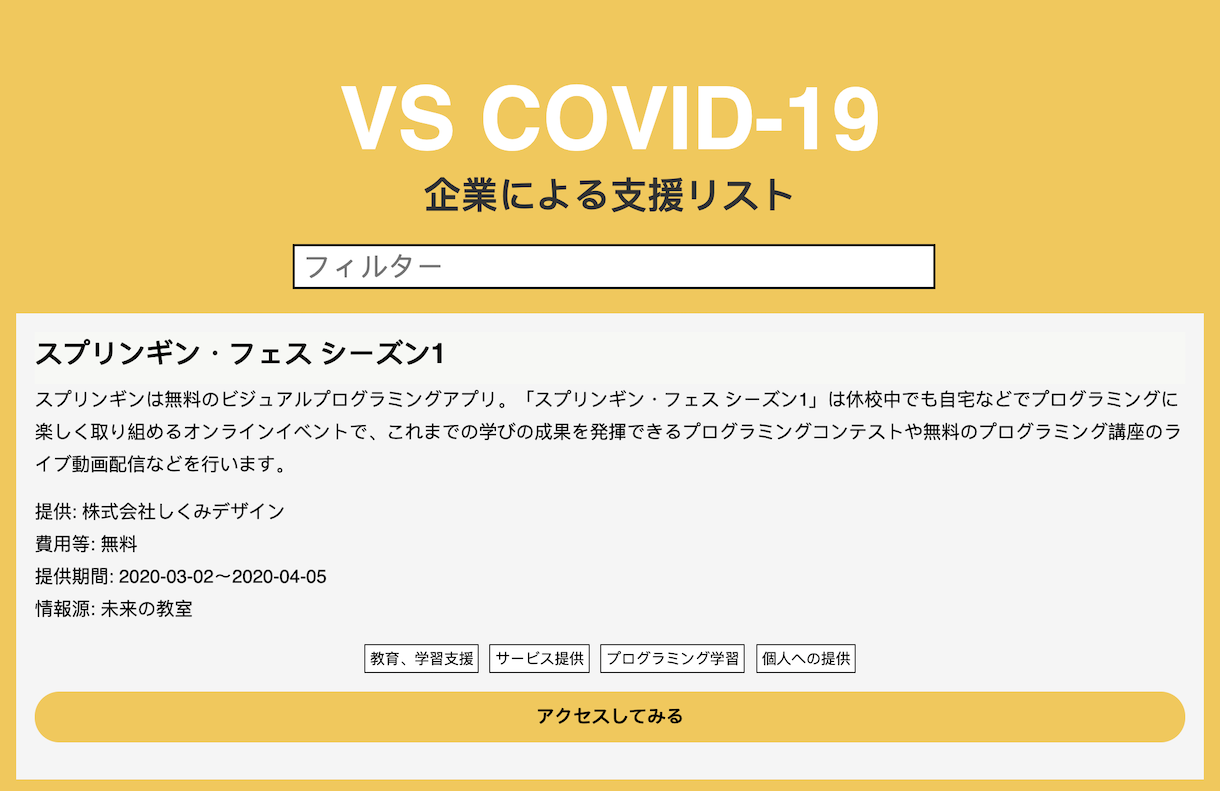 VS COVID-19
企業による支援リスト
フィルター
スプリンギン・フェス シーズン1
スプリンギンは無料のビジュアルプログラミングアプリ。「スプリンギン・フェス シーズン1」は休校中でも自宅などでプログラミングに
楽しく取り組めるオンラインイベントで、これまでの学びの成果を発揮できるプログラミングコンテストや無料のプログラミング講座のラ
イブ動画配信などを行います。
提供: 株式会社しくみデザイン
費用等: 無料
提供期間: 2020-03-02〜2020-04-05
情報源: 未来の教室
教育、学習支援 サービス提供 プログラミング学習 個人への提供
アクセスしてみる